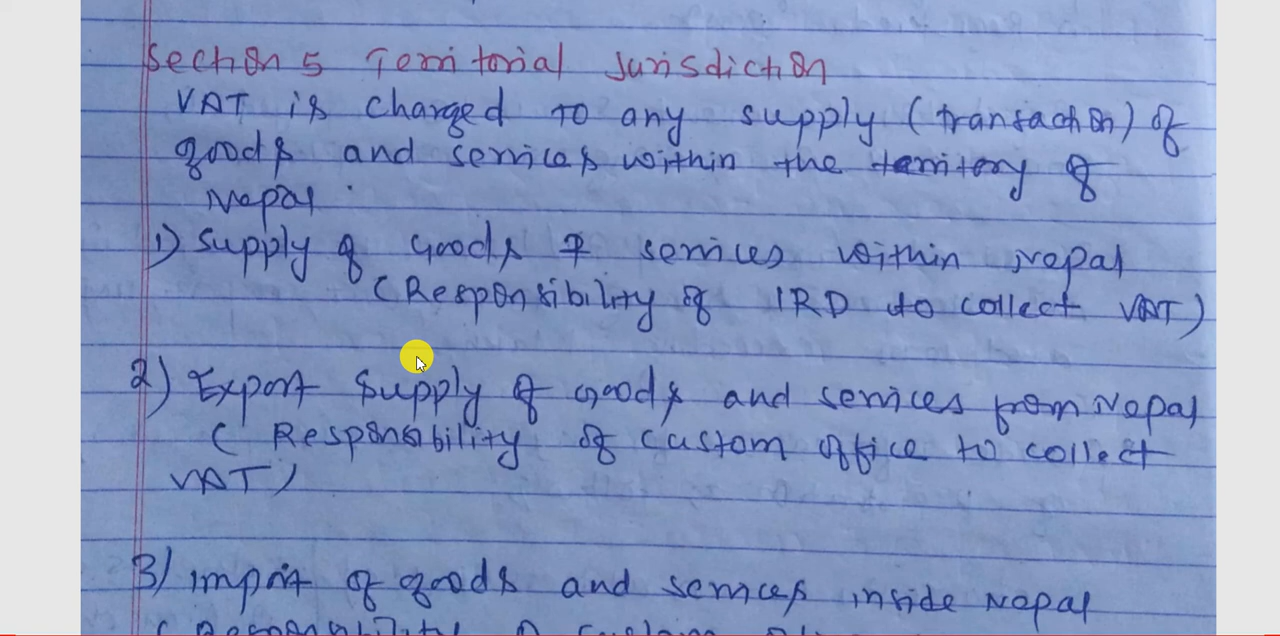 Section 5 Territorial Jurisdiction
VAT is charged to any supply (transaction) of
goods and services within the territory of
Nepal.
1) Supply of Goods & services within Nepal
(Responsibility of IRD to collect VAT)
2) Export Supply of goods and services from Nepal
( Responsibility of custom office to collect
VAT)
3) import of goods and services inside Nepal
( Responsibility of custom